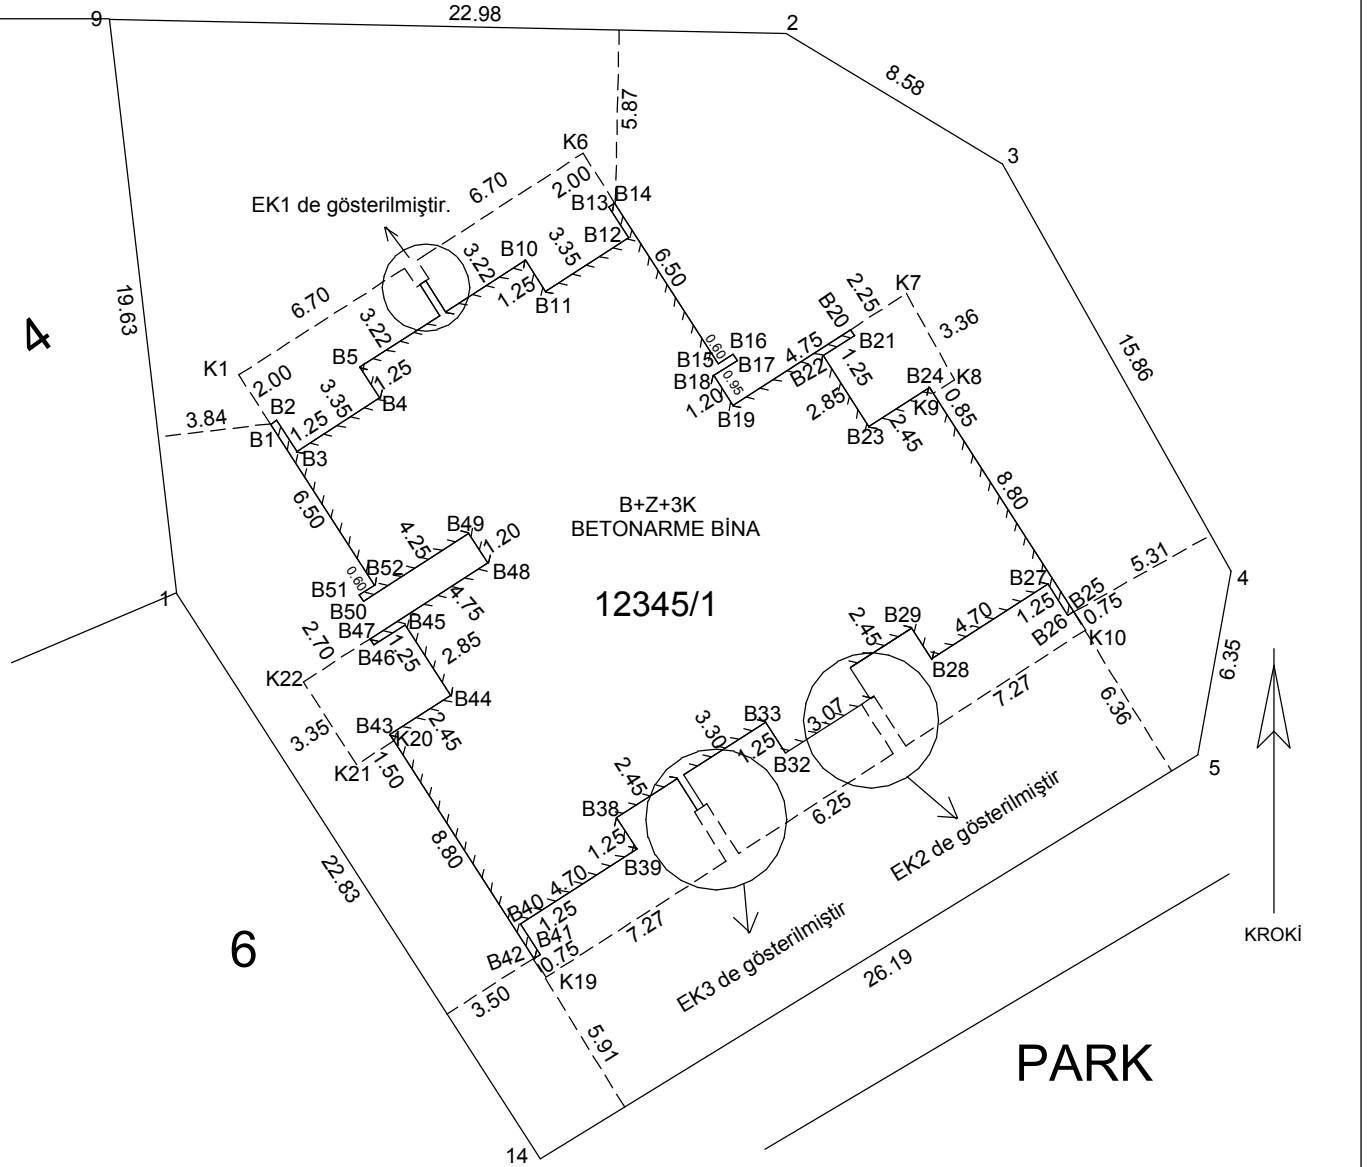 9
22.98
2
8.58
3
5.87
K6
6.70
2.00
B13
B14
EK1 de gösterilmiştir.
3.22
B10
3.35
B12
1.25
B11
6.50
K7
2.25
3.36
19.63
4
6.70
3.22
B5
1.25
B4
K1
2.00
3.35
B2
1.25
B1
B3
3.84
0.60
B16
B15
B17
B18
0.95
1.20
B19
4.75
B20
B21
B22
1.25
2.85
B23
B24
K8
K9
0.85
2.45
15.86
6.50
B+Z+3K
BETONARME BİNA
12345/1
8.80
B49
4.25
1.20
B48
0.60
B52
B51
B50
4.75
B47
B45
B46
1.25
2.85
2.70
K22
B44
B43
K20
2.45
3.35
K21
1.50
1
5.31
4
B27
B25
1.25
0.75
B26
K10
B29
2.45
4.70
B28
7.27
6.36
6.35
5
B33
3.30
1.25
3.07
B32
6.25
2.45
B38
1.25
B39
8.80
4.70
B40
1.25
B41
B42
0.75
K19
7.27
3.50
5.91
22.83
6
EK2 de gösterilmiştir
EK3 de gösterilmiştir
26.19
KROKİ
PARK
14